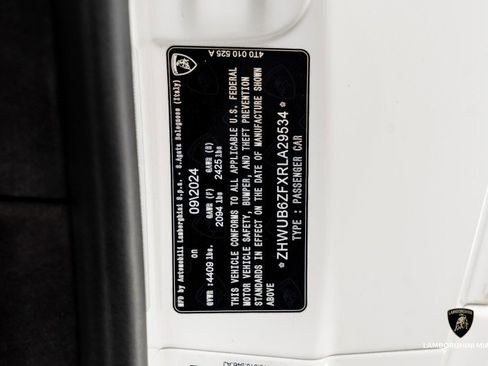 4T0 010 525 A
MFD by Automobili Lamborghini S.p.a. - S.Agata Bolognese (Italy)
on
09\2024
GVWR :4409 lbs. GAWR (F) GAWR (R)
2094 lbs 2425 lbs
THIS VEHICLE CONFORMS TO ALL APPLICABLE U.S. FEDERAL
MOTOR VEHICLE SAFETY, BUMPER, AND THEFT PREVENTION
STANDARDS IN EFFECT ON THE DATE OF MANUFACTURE SHOWN
ABOVE
*ZHWUB6ZFXRLA29534*
TYPE : PASSENGER CAR
LAMBORGHINI MIA